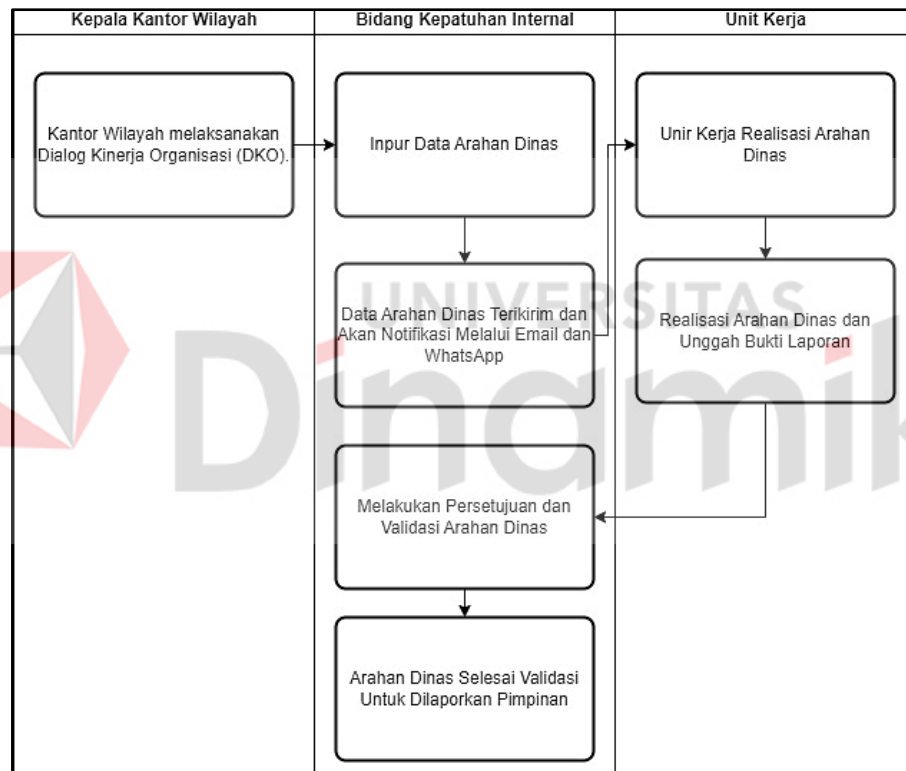 Kepala Kantor Wilayah
Bidang Kepatuhan Internal
Unit Kerja
Kantor Wilayah melaksanakan
Dialog Kinerja Organisasi (DKO).
Inpur Data Arahan Dinas
Unir Kerja Realisasi Arahan
Dinas
Data Arahan Dinas Terikirim dan
Akan Notifikasi Melalui Email dan
WhatsApp
Realisasi Arahan Dinas dan
Unggah Bukti Laporan
UNIVERSITAS
Dinamik
Melakukan Persetujuan dan
Validasi Arahan Dinas
Arahan Dinas Selesai Validasi
Untuk Dilaporkan Pimpinan